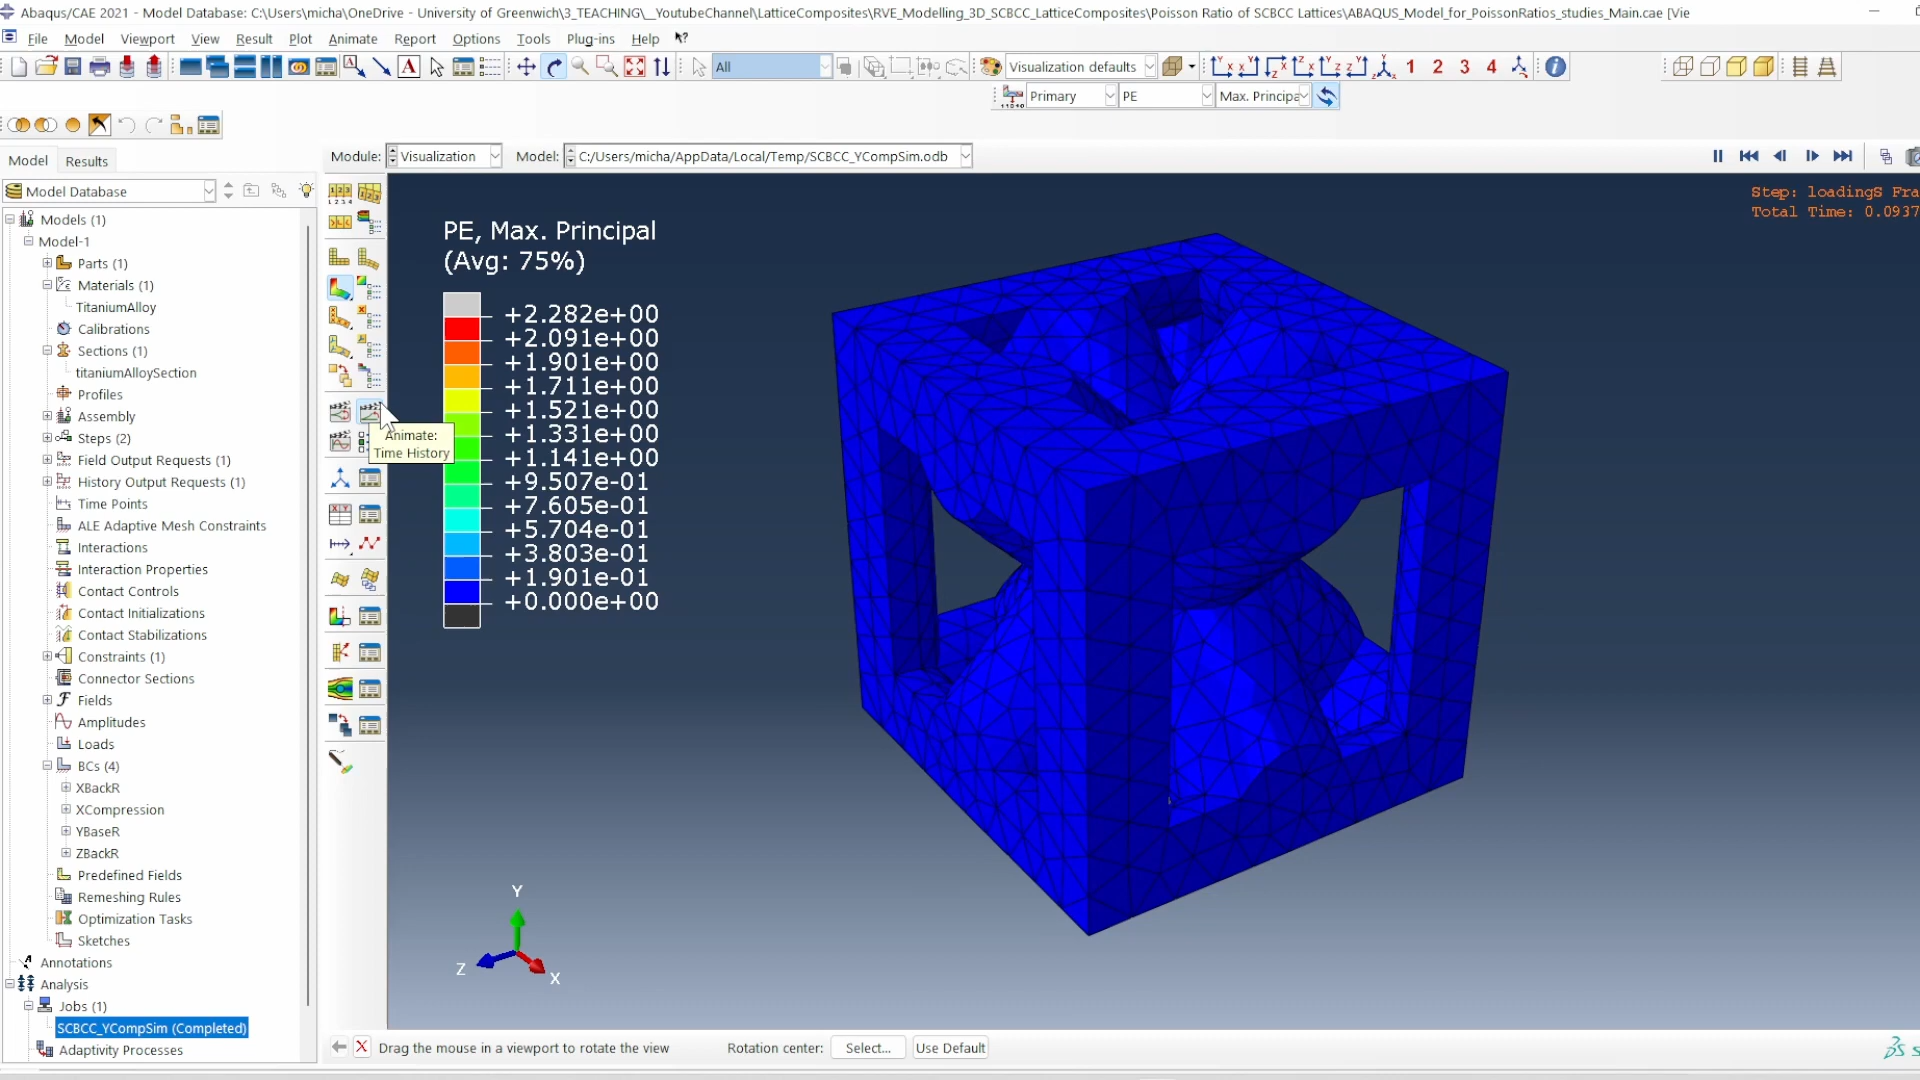 Abaqus/CAE 2021 - Model Database: C:\Users\micha\OneDrive - University of Greenwich\3_TEACHING\__YoutubeChannel\LatticeComposites\RVE_Modelling_3D_SCBCC_LatticeComposites\Poisson Ratio of SCBCC Lattices\ABAQUS_Model_for_PoissonRatios_studies_Main.cae [Vie
File Model Viewport View Result Plot Animate Report Options Tools Plug-ins Help
All Visualization defaults 1 2 3 4
Primary PE Max. Principa
Model Results Module: Visualization Model: C:/Users/micha/AppData/Local/Temp/SCBCC_YCompSim.odb
Model Database
Models (1)
Model-1
Parts (1)
Materials (1)
TitaniumAlloy
Calibrations
Sections (1)
titaniumAlloySection
Profiles
Assembly
Steps (2)
Field Output Requests (1)
History Output Requests (1)
Time Points
ALE Adaptive Mesh Constraints
Interactions
Interaction Properties
Contact Controls
Contact Initializations
Contact Stabilizations
Constraints (1)
Connector Sections
Fields
Amplitudes
Loads
BCs (4)
XBackR
XCompression
YBaseR
ZBackR
Predefined Fields
Remeshing Rules
Optimization Tasks
Sketches
Annotations
Analysis
Jobs (1)
SCBCC_YCompSim (Completed)
Adaptivity Processes
Animate:
Time History
PE, Max. Principal
(Avg: 75%)
+2.282e+00
+2.091e+00
+1.901e+00
+1.711e+00
+1.521e+00
+1.331e+00
+1.141e+00
+9.507e-01
+7.605e-01
+5.704e-01
+3.803e-01
+1.901e-01
+0.000e+00
Step: loadingS Fra
Total Time: 0.0937
Y
Z
X
Drag the mouse in a viewport to rotate the view Rotation center: Select... Use Default